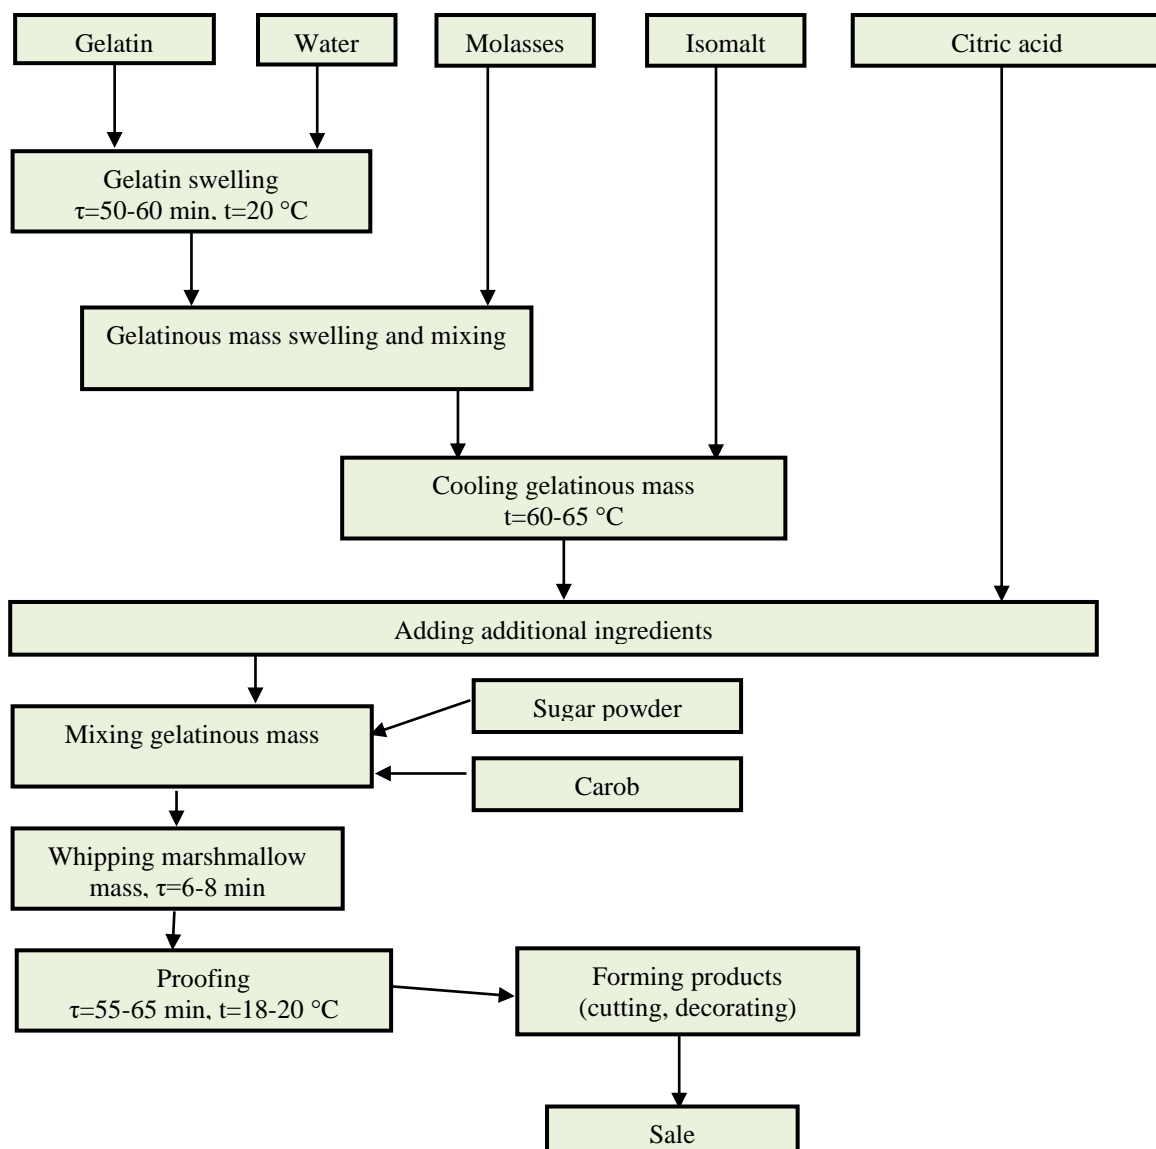 Gelatin
Water
Molasses
Isomalt
Citric acid
Gelatin swelling
τ=50-60 min, t=20 °C
Gelatinous mass swelling and mixing
Cooling gelatinous mass
t=60-65 °C
Adding additional ingredients
Mixing gelatinous mass
Sugar powder
Carob
Whipping marshmallow
mass, τ=6-8 min
Proofing
τ=55-65 min, t=18-20 °C
Forming products
(cutting, decorating)
Sale